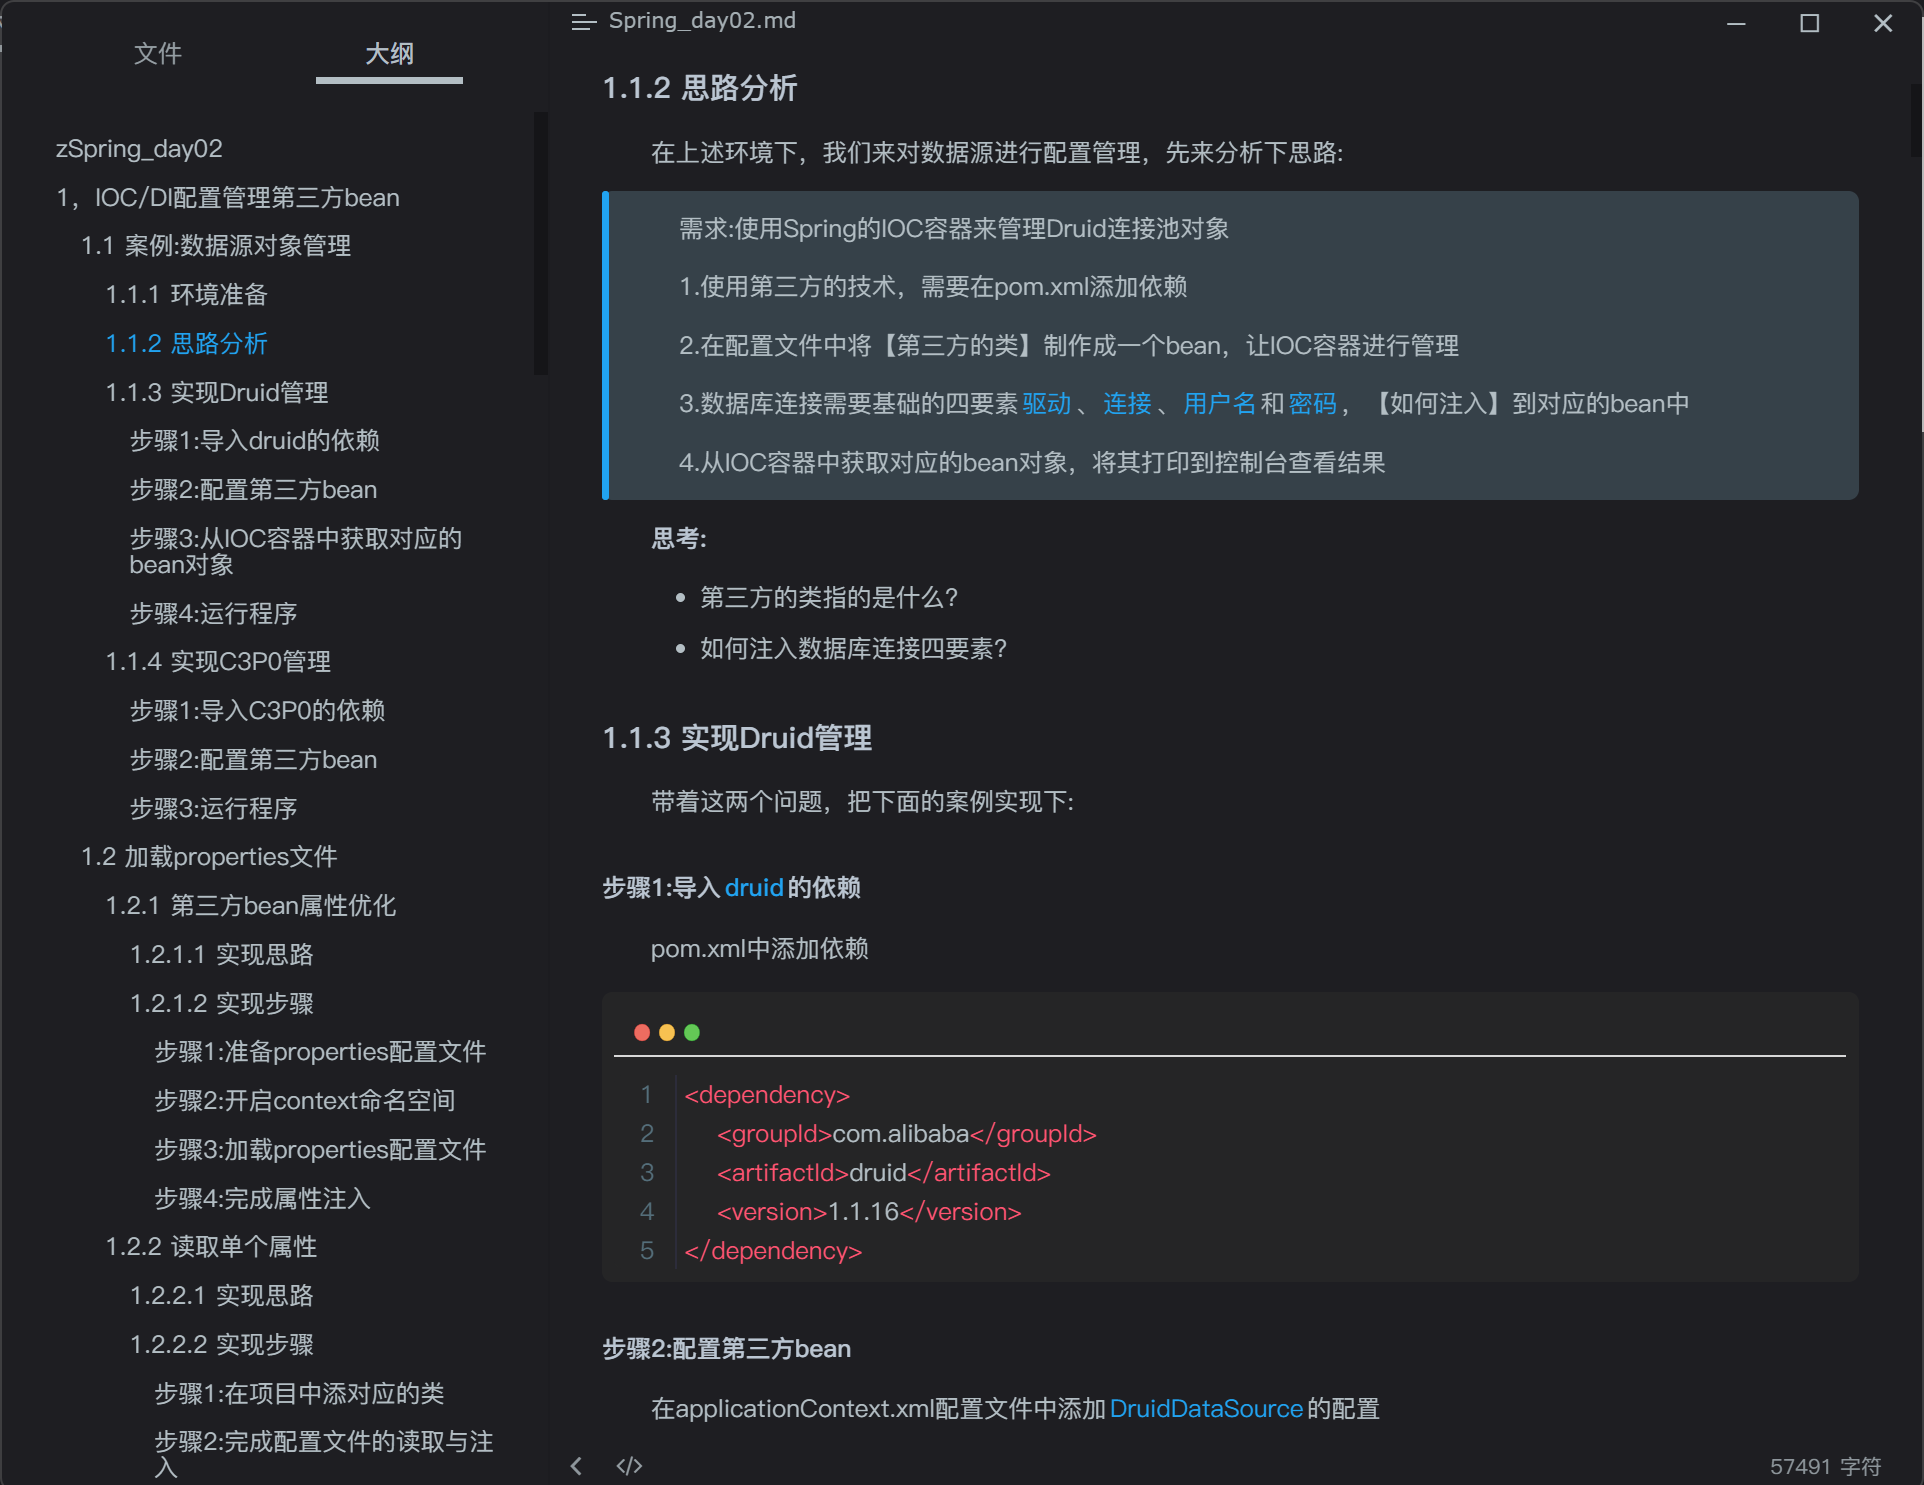 文件
大纲
zSpring_day02
1，IOC/DI配置管理第三方bean
1.1 案例:数据源对象管理
1.1.1 环境准备
1.1.2 思路分析
1.1.3 实现Druid管理
步骤1:导入druid的依赖
步骤2:配置第三方bean
步骤3:从IOC容器中获取对应的
bean对象
步骤4:运行程序
1.1.4 实现C3P0管理
步骤1:导入C3P0的依赖
步骤2:配置第三方bean
步骤3:运行程序
1.2 加载properties文件
1.2.1 第三方bean属性优化
1.2.1.1 实现思路
1.2.1.2 实现步骤
步骤1:准备properties配置文件
步骤2:开启context命名空间
步骤3:加载properties配置文件
步骤4:完成属性注入
1.2.2 读取单个属性
1.2.2.1 实现思路
1.2.2.2 实现步骤
步骤1:在项目中添对应的类
步骤2:完成配置文件的读取与注
入
Spring_day02.md
1.1.2 思路分析
在上述环境下，我们来对数据源进行配置管理，先来分析下思路:
需求:使用Spring的IOC容器来管理Druid连接池对象
1.使用第三方的技术，需要在pom.xml添加依赖
2.在配置文件中将【第三方的类】制作成一个bean，让IOC容器进行管理
3.数据库连接需要基础的四要素驱动、连接、用户名和密码，【如何注入】到对应的bean中
4.从IOC容器中获取对应的bean对象，将其打印到控制台查看结果
思考:
• 第三方的类指的是什么?
• 如何注入数据库连接四要素?
1.1.3 实现Druid管理
带着这两个问题，把下面的案例实现下:
步骤1:导入druid的依赖
pom.xml中添加依赖
1 <dependency>
2     <groupId>com.alibaba</groupId>
3     <artifactId>druid</artifactId>
4     <version>1.1.16</version>
5 </dependency>
步骤2:配置第三方bean
在applicationContext.xml配置文件中添加DruidDataSource的配置
57491 字符